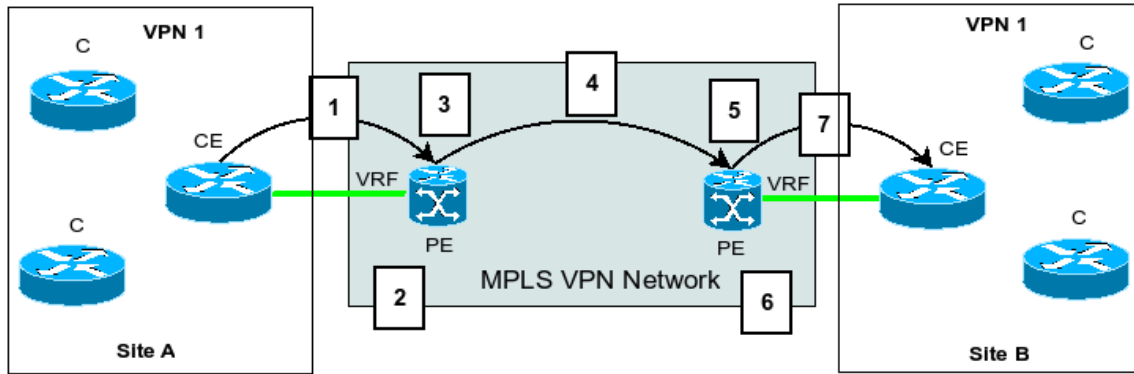 VPN 1
C
CE
C
Site A
1
2
3
VRF
PE
4
MPLS VPN Network
5
VRF
PE
6
7
VPN 1
C
CE
C
Site B